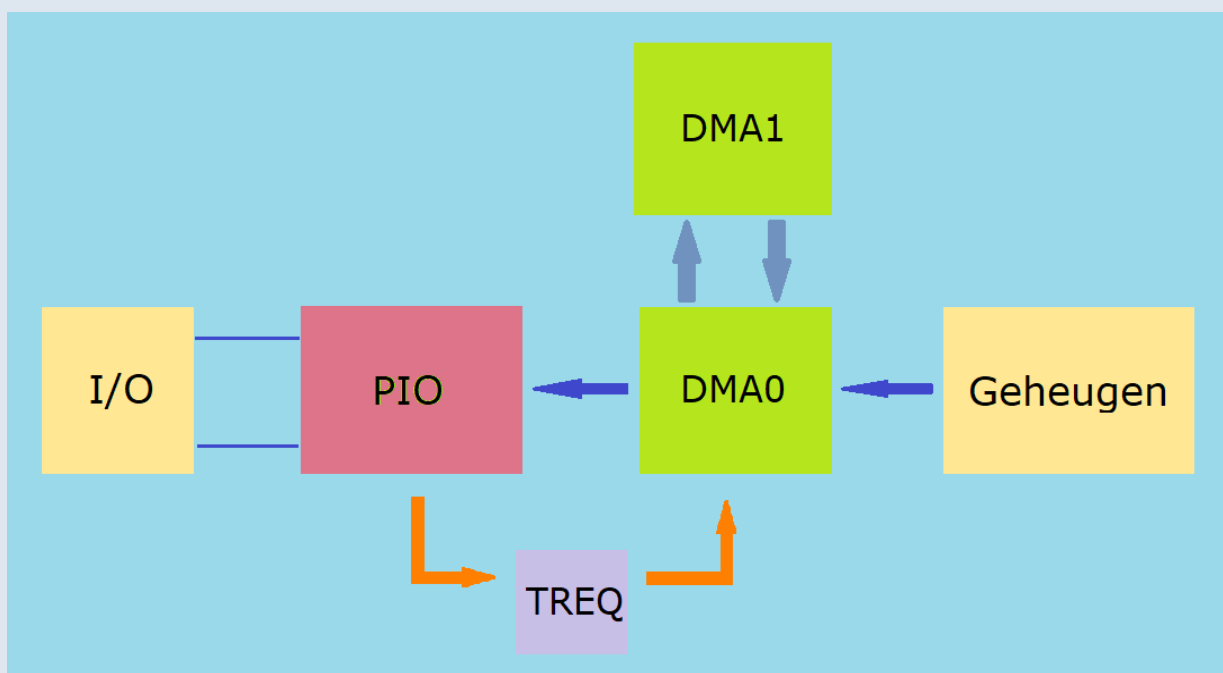 DMA1
I/O
PIO
DMA0
Geheugen
TREQ